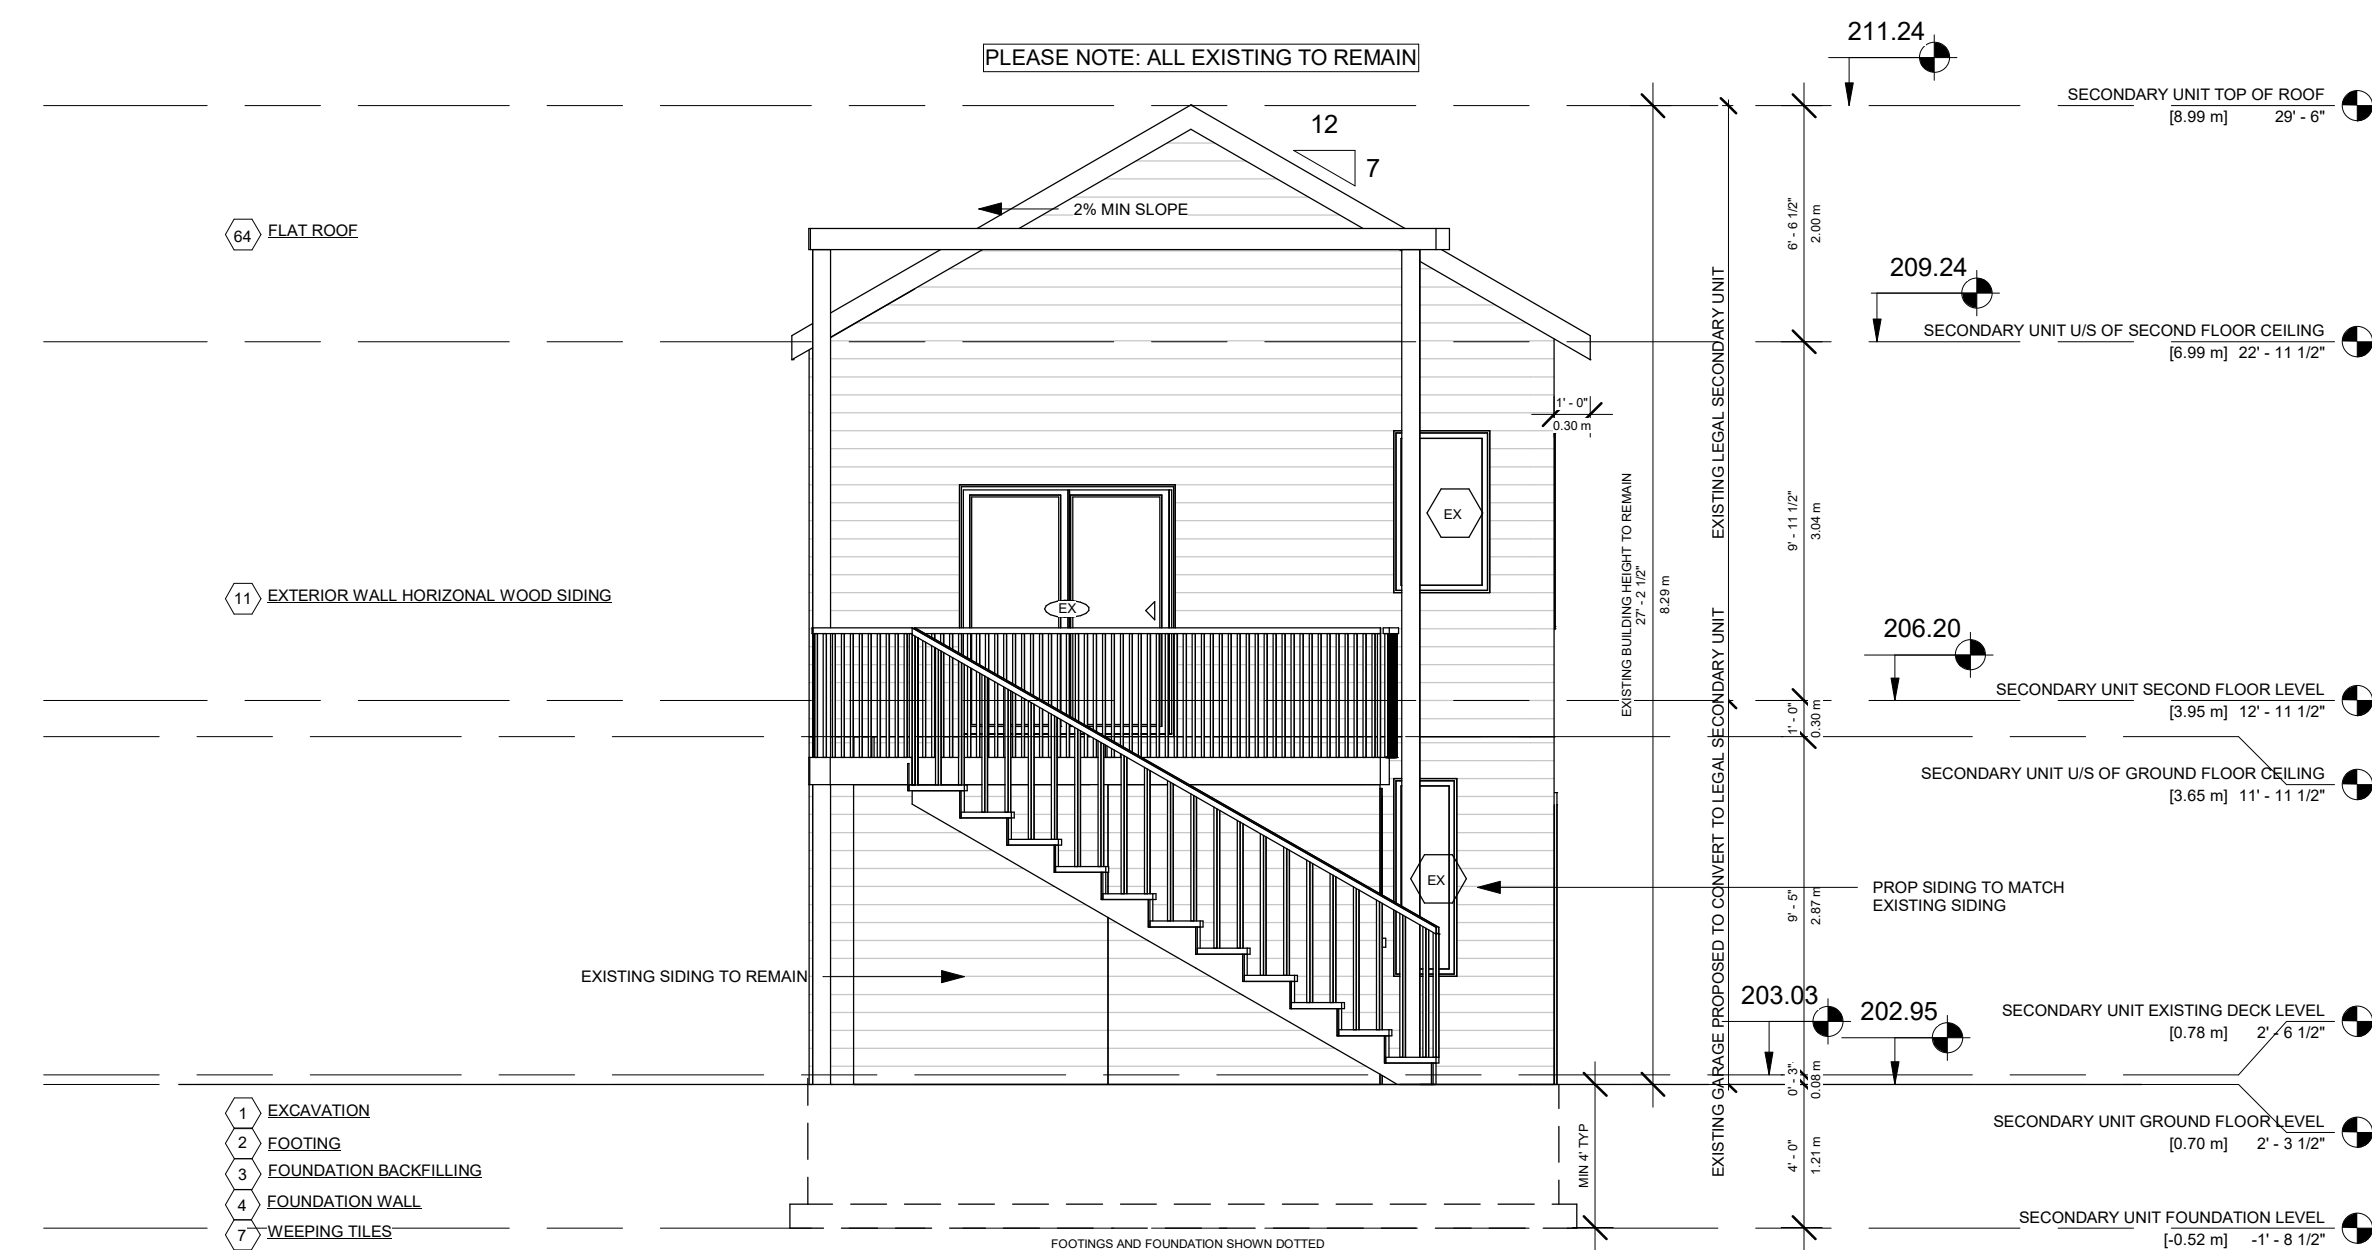 PLEASE NOTE: ALL EXISTING TO REMAIN
211.24
SECONDARY UNIT TOP OF ROOF
[8.99 m] 29' - 6"
12
7
2% MIN SLOPE
64 FLAT ROOF
6' - 6 1/2"
2.00 m
209.24
SECONDARY UNIT U/S OF SECOND FLOOR CEILING
[6.99 m] 22' - 11 1/2"
1' - 0"
0.30 m
EXISTING LEGAL SECONDARY UNIT
EX
EXISTING BUILDING HEIGHT TO REMAIN
27' - 2 1/2"
8.29 m
9' - 11 1/2"
3.04 m
11 EXTERIOR WALL HORIZONAL WOOD SIDING
EX
206.20
SECONDARY UNIT SECOND FLOOR LEVEL
[3.95 m] 12' - 11 1/2"
1' - 0"
0.30 m
SECONDARY UNIT U/S OF GROUND FLOOR CEILING
[3.65 m] 11' - 11 1/2"
EXISTING GARAGE PROPOSED TO CONVERT TO LEGAL SECONDARY UNIT
EX
PROP SIDING TO MATCH
EXISTING SIDING
9' - 5"
2.87 m
EXISTING SIDING TO REMAIN
203.03
202.95
SECONDARY UNIT EXISTING DECK LEVEL
[0.78 m] 2' - 6 1/2"
0' - 3"
0.08 m
1 EXCAVATION
2 FOOTING
3 FOUNDATION BACKFILLING
4 FOUNDATION WALL
7 WEEPING TILES
SECONDARY UNIT GROUND FLOOR LEVEL
[0.70 m] 2' - 3 1/2"
MIN 4' TYP
4' - 0"
1.21 m
SECONDARY UNIT FOUNDATION LEVEL
[-0.52 m] -1' - 8 1/2"
FOOTINGS AND FOUNDATION SHOWN DOTTED